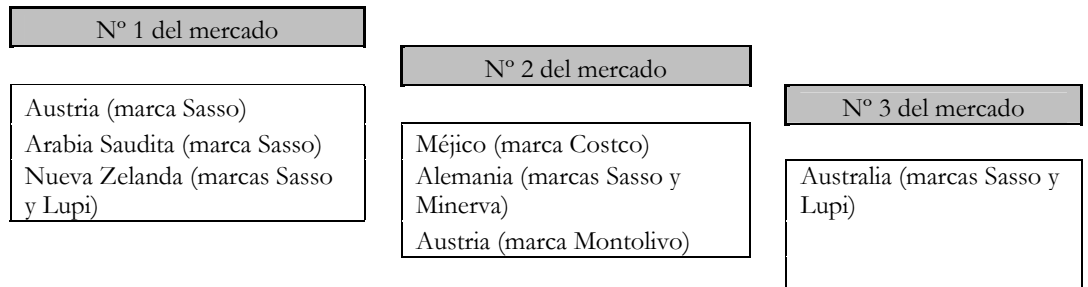 Nº 1 del mercado
Austria (marca Sasso)
Arabia Saudita (marca Sasso)
Nueva Zelanda (marcas Sasso
y Lupi)
Nº 2 del mercado
Méjico (marca Costco)
Alemania (marcas Sasso y
Minerva)
Austria (marca Montolivo)
Nº 3 del mercado
Australia (marcas Sasso y
Lupi)